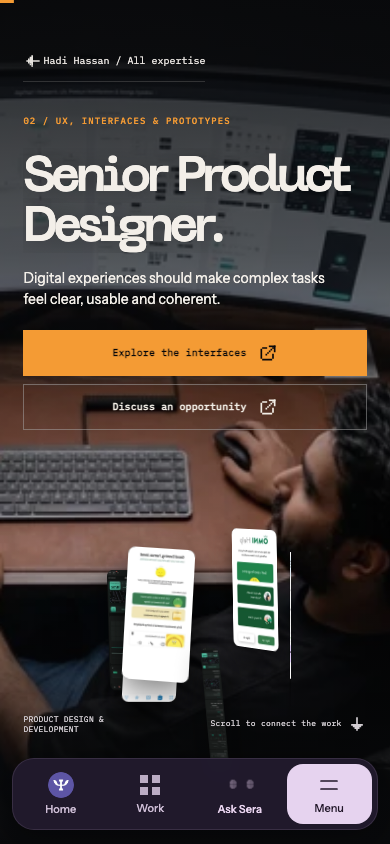 Hadi Hassan / All expertise
02 / UX, INTERFACES & PROTOTYPES
Senior Product
Designer.
Digital experiences should make complex tasks
feel clear, usable and coherent.
Explore the interfaces
Discuss an opportunity
PRODUCT DESIGN &
DEVELOPMENT
Scroll to connect the work
Home
Work
Ask Sera
Menu